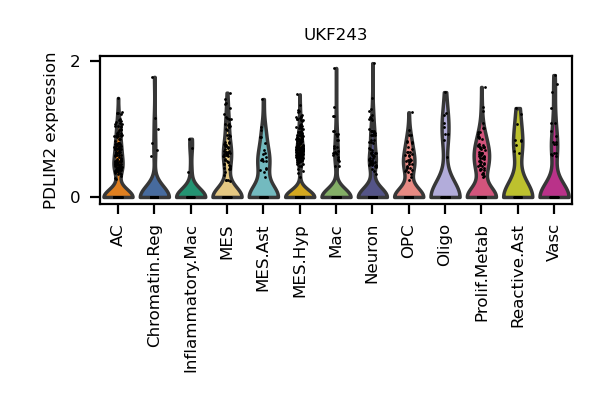 UKF243
PDLIM2 expression
2
0
AC
Chromatin.Reg
Inflammatory.Mac
MES
MES.Ast
MES.Hyp
Mac
Neuron
OPC
Oligo
Prolif.Metab
Reactive.Ast
Vasc